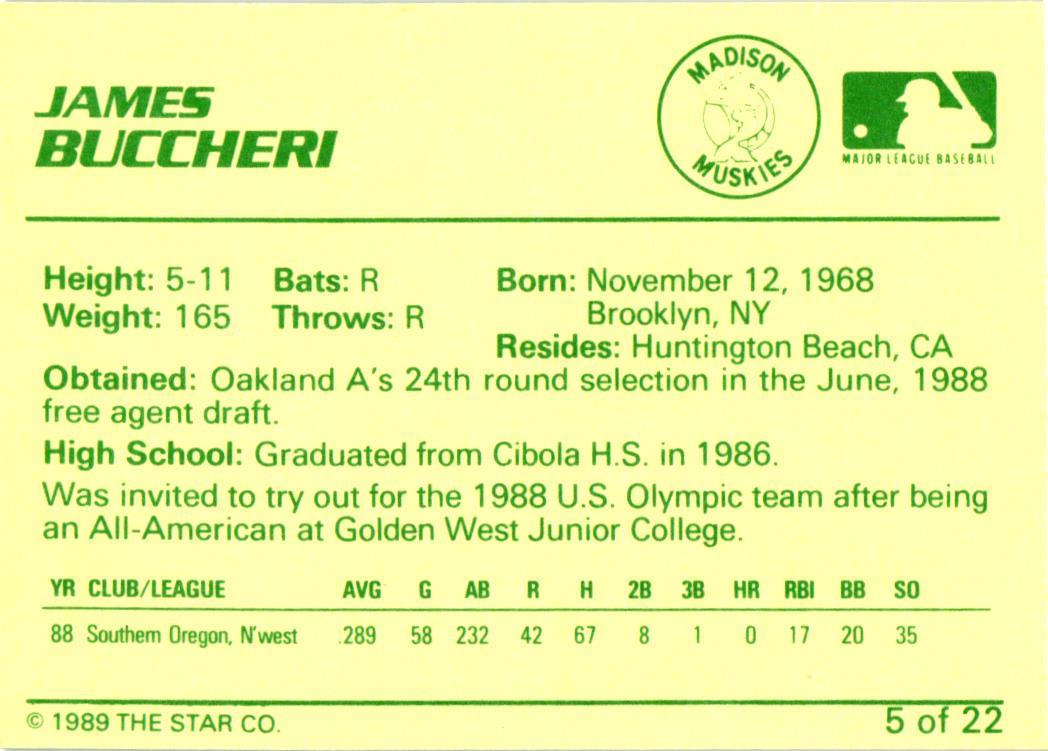 JAMES
BUCCHERI
MADISON
MUSKIES
MAJOR LEAGUE BASEBALL
Height: 5-11 Bats: R Born: November 12, 1968
Weight: 165 Throws: R Brooklyn, NY
Resides: Huntington Beach, CA
Obtained: Oakland A's 24th round selection in the June, 1988
free agent draft.
High School: Graduated from Cibola H.S. in 1986.
Was invited to try out for the 1988 U.S. Olympic team after being
an All-American at Golden West Junior College.
YR CLUB/LEAGUE AVG G AB R H 2B 3B HR RBI BB SO
88 Southern Oregon, N'west .289 58 232 42 67 8 1 0 17 20 35
© 1989 THE STAR CO. 5 of 22